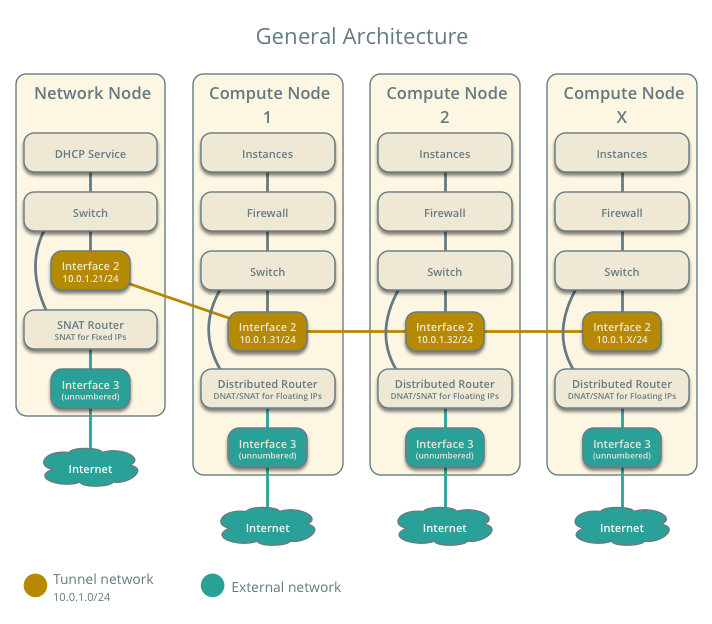 General Architecture
Network Node
DHCP Service
Switch
Interface 2
10.0.1.21/24
SNAT Router
SNAT for Fixed IPs
Interface 3
(unnumbered)
Internet
Compute Node
1
Instances
Firewall
Switch
Interface 2
10.0.1.31/24
Distributed Router
DNAT/SNAT for Floating IPs
Interface 3
(unnumbered)
Internet
Compute Node
2
Instances
Firewall
Switch
Interface 2
10.0.1.32/24
Distributed Router
DNAT/SNAT for Floating IPs
Interface 3
(unnumbered)
Internet
Compute Node
X
Instances
Firewall
Switch
Interface 2
10.0.1.X/24
Distributed Router
DNAT/SNAT for Floating IPs
Interface 3
(unnumbered)
Internet
Tunnel network
10.0.1.0/24
External network